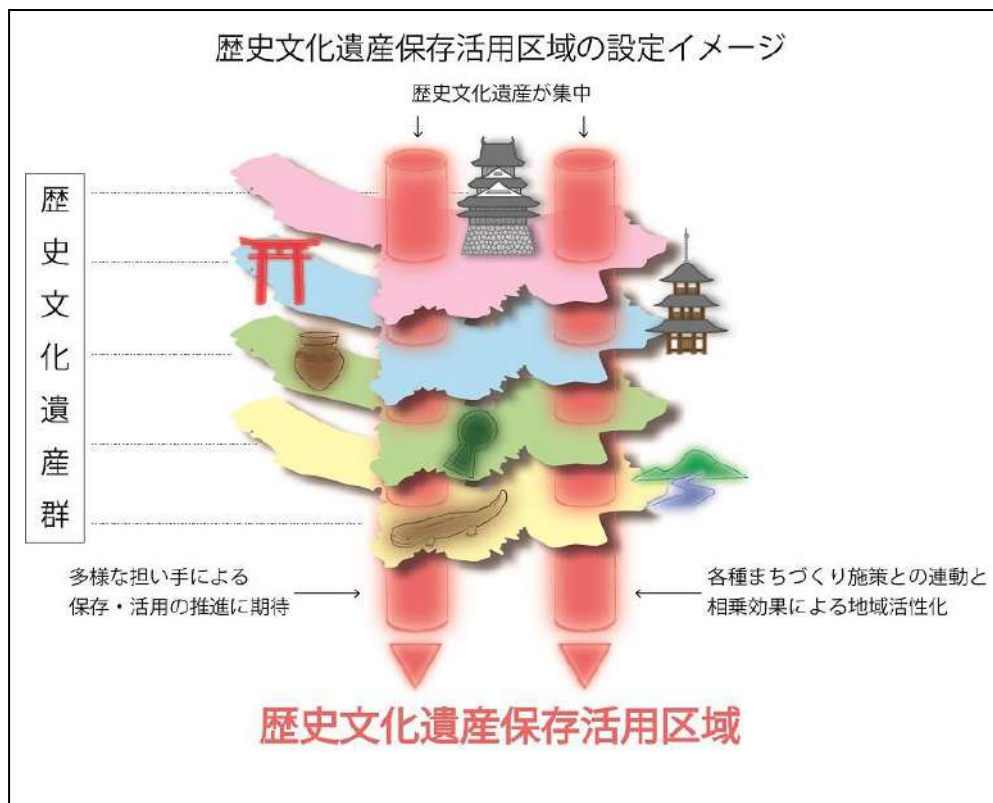 歴史文化遺産保存活用区域の設定イメージ
歴史文化遺産が集中
歴史文化遺産群
多様な担い手による
保存・活用の推進に期待
各種まちづくり施策との連動と
相乗効果による地域活性化
歴史文化遺産保存活用区域